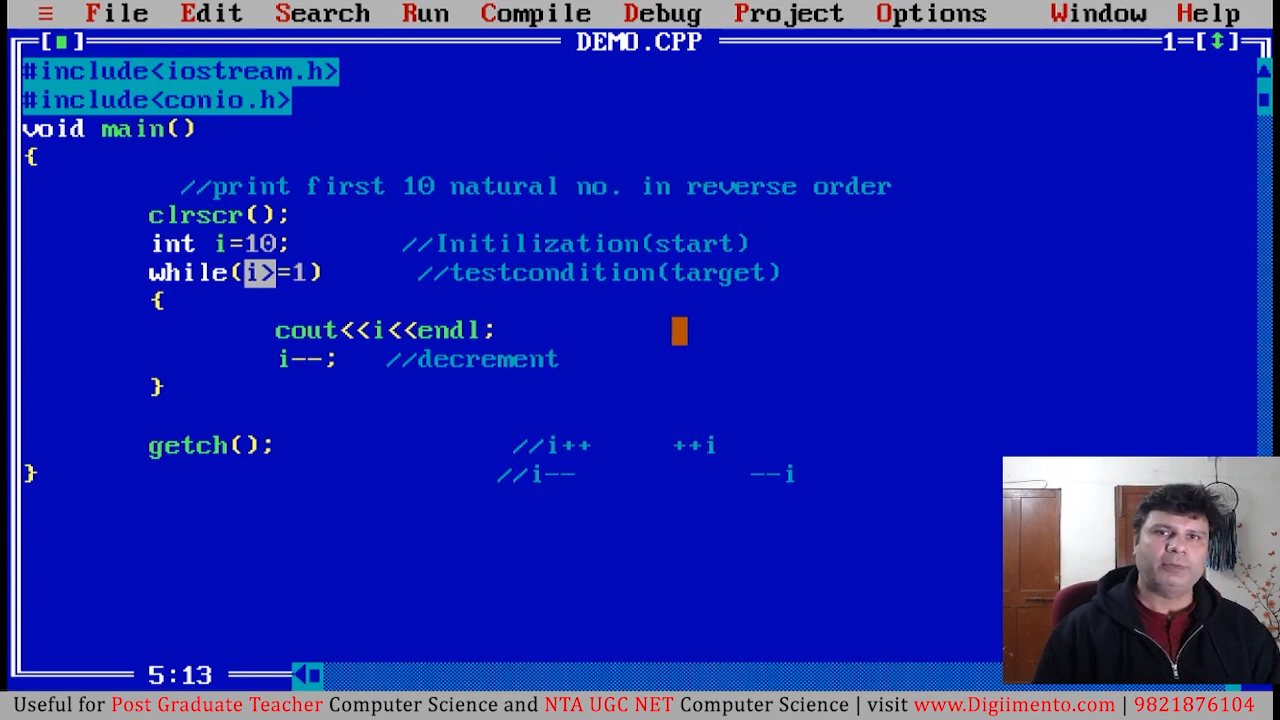 ≡ File Edit Search Run Compile Debug Project Options Window Help
[■] DEMO.CPP 1=[↕]
#include<iostream.h>
#include<conio.h>
void main()
{
//print first 10 natural no. in reverse order
clrscr();
int i=10; //Initilization(start)
while(i>=1) //testcondition(target)
{
cout<<i<<endl;
i--; //decrement
}
getch(); //i++ ++i
} //i-- --i
5:13
Useful for Post Graduate Teacher Computer Science and NTA UGC NET Computer Science | visit www.Digiimento.com | 9821876104